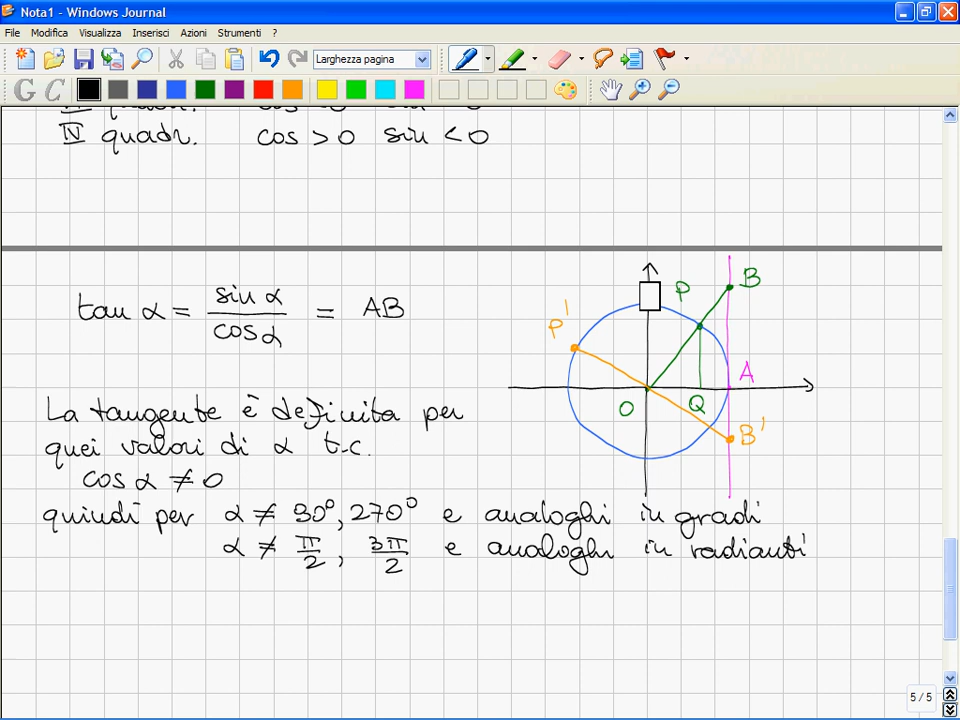 Nota1 - Windows Journal
File Modifica Visualizza Inserisci Azioni Strumenti ?
Larghezza pagina
IV quadr. cos > 0 sin < 0
tan α = sin α / cos α = AB
P' P B
A
O Q B'
La tangente è definita per
quei valori di α t.c.
cos α ≠ 0
quindi per α ≠ 90°, 270° e analoghi in gradi
α ≠ π/2, 3π/2 e analoghi in radianti
5 / 5